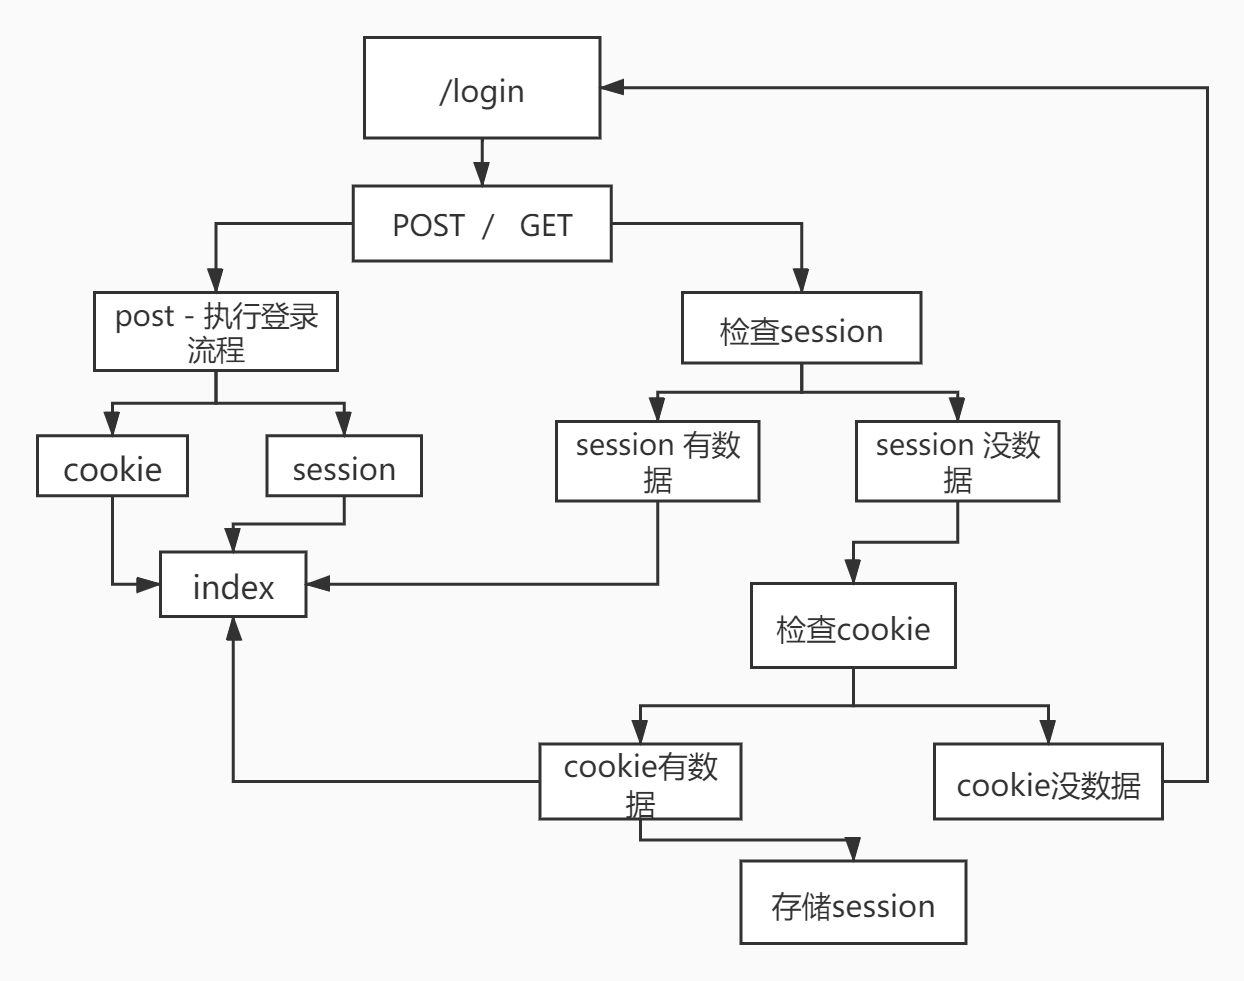 /login
POST / GET
post - 执行登录
流程
检查session
cookie
session
session 有数
据
session 没数
据
index
检查cookie
cookie有数
据
cookie没数据
存储session